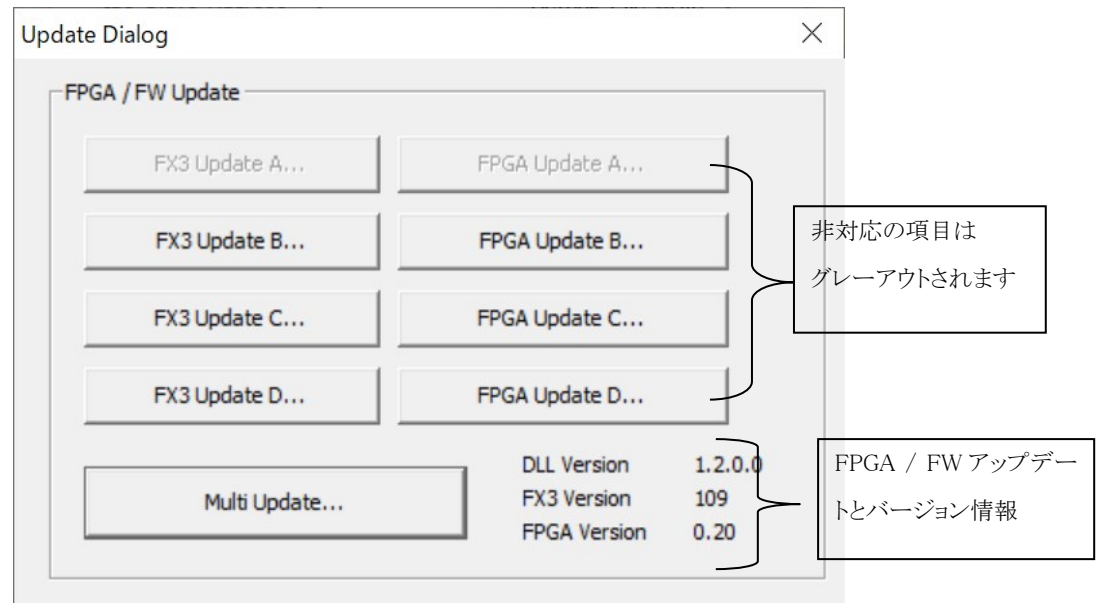 Update Dialog
FPGA / FW Update
FX3 Update A...
FPGA Update A...
FX3 Update B...
FPGA Update B...
FX3 Update C...
FPGA Update C...
FX3 Update D...
FPGA Update D...
非対応の項目は
グレーアウトされます
Multi Update...
DLL Version 1.2.0.0
FX3 Version 109
FPGA Version 0.20
FPGA / FW アップデー
トとバージョン情報